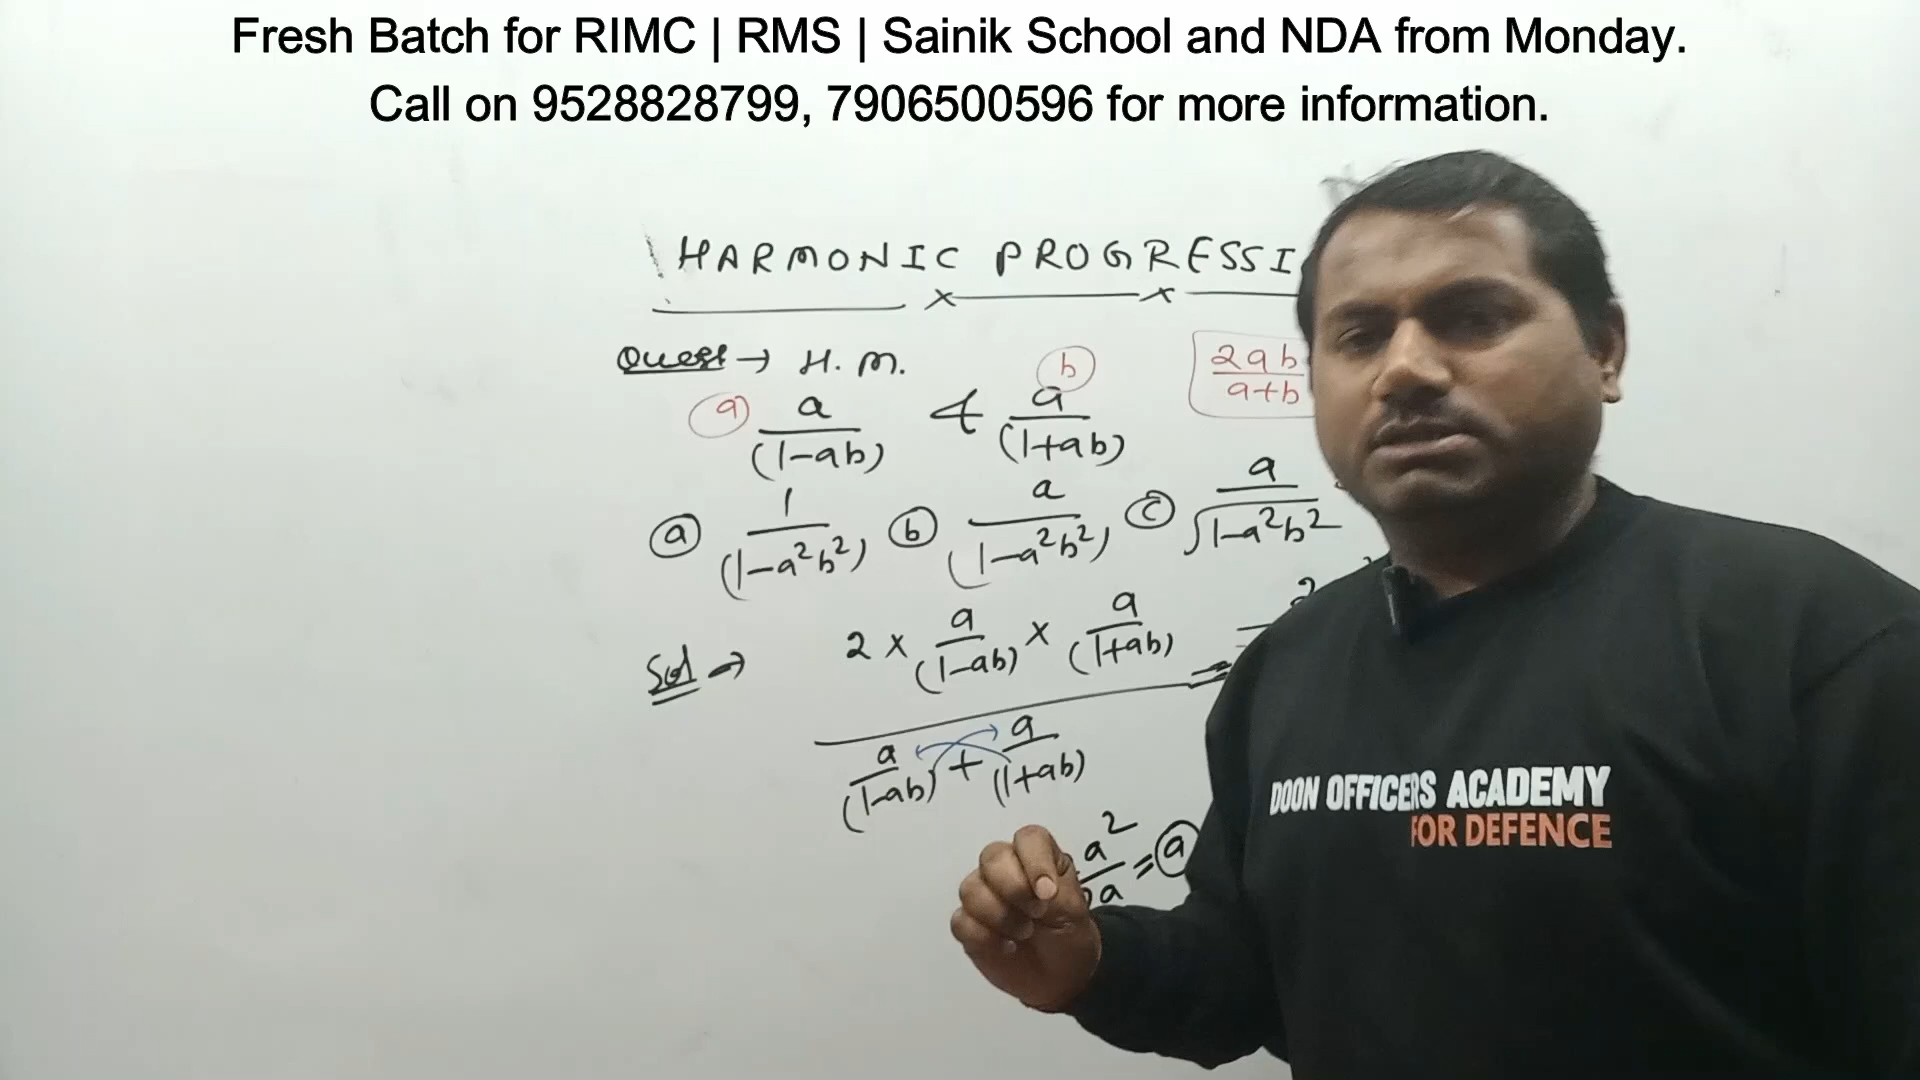 Fresh Batch for RIMC | RMS | Sainik School and NDA from Monday.
Call on 9528828799, 7906500596 for more information.
HARMONIC PROGRESSI
Quest → H.M.
a a/(1-ab) & b a/(1+ab)
2ab/a+b
ⓐ 1/(1-a²b²) ⓑ a/(1-a²b²) ⓒ a/√1-a²b²
Sol → 2 × a/(1-ab) × a/(1+ab) =
a/(1-ab) + a/(1+ab)
a²/a = ⓐ
DOON OFFICERS ACADEMY
FOR DEFENCE